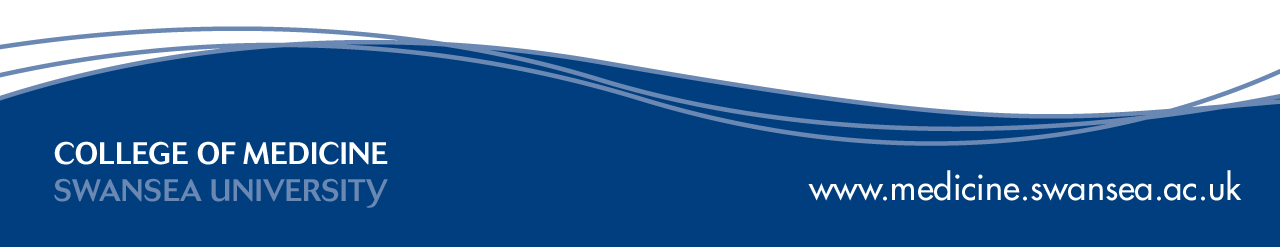 COLLEGE OF MEDICINE
SWANSEA UNIVERSITY
www.medicine.swansea.ac.uk